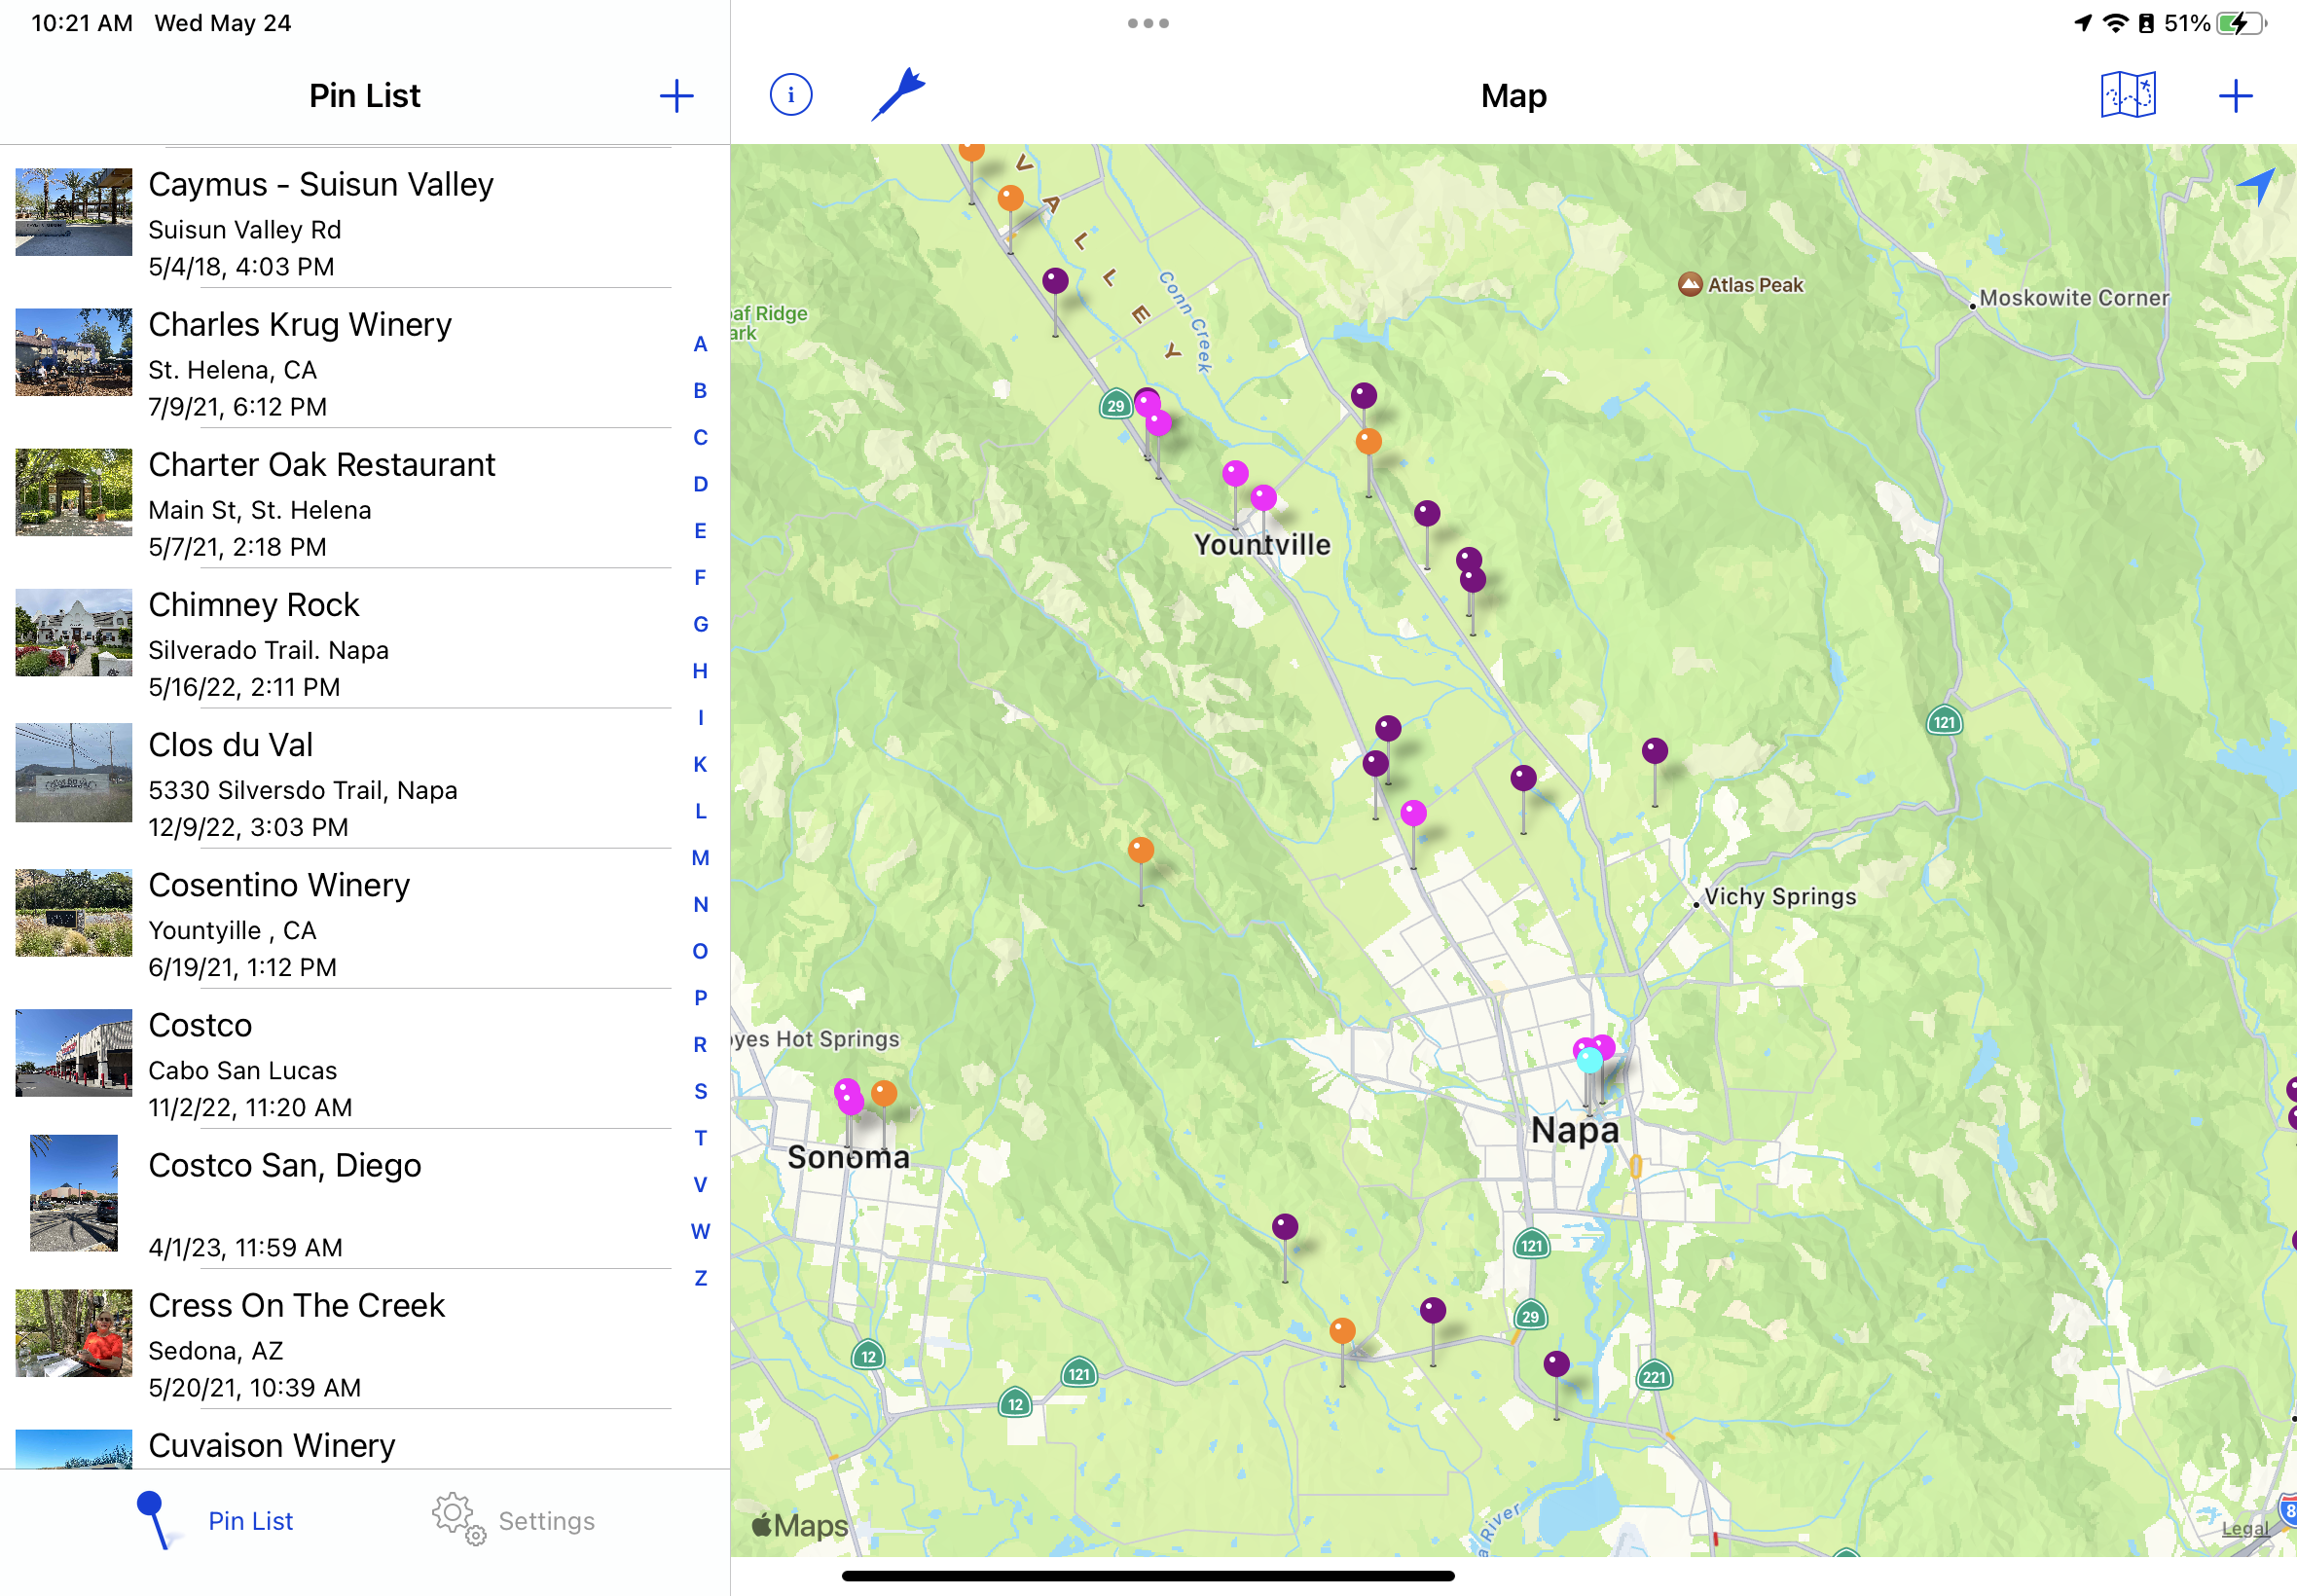 10:21 AM Wed May 24
51%
Pin List
Map
Caymus - Suisun Valley
Suisun Valley Rd
5/4/18, 4:03 PM
Charles Krug Winery
St. Helena, CA
7/9/21, 6:12 PM
Charter Oak Restaurant
Main St, St. Helena
5/7/21, 2:18 PM
Chimney Rock
Silverado Trail. Napa
5/16/22, 2:11 PM
Clos du Val
5330 Silversdo Trail, Napa
12/9/22, 3:03 PM
Cosentino Winery
Yountyille , CA
6/19/21, 1:12 PM
Costco
Cabo San Lucas
11/2/22, 11:20 AM
Costco San, Diego
4/1/23, 11:59 AM
Cress On The Creek
Sedona, AZ
5/20/21, 10:39 AM
Cuvaison Winery
A
B
C
D
E
F
G
H
I
K
L
M
N
O
P
R
S
T
V
W
Z
Pin List
Settings
VALLEY
Conn Creek
Atlas Peak
Moskowite Corner
af Ridge
ark
29
Yountville
121
Vichy Springs
yes Hot Springs
Sonoma
Napa
121
29
12
121
12
221
a River
8
Maps
Legal